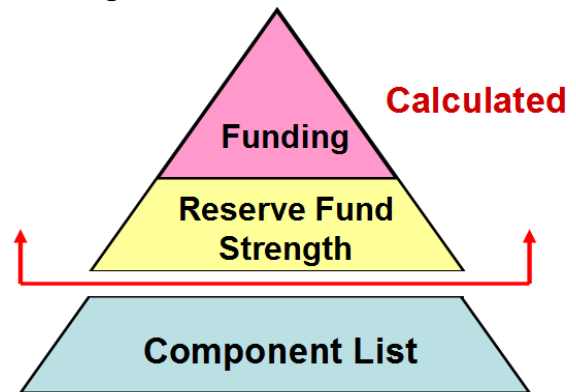 Calculated
Funding
Reserve Fund
Strength
Component List